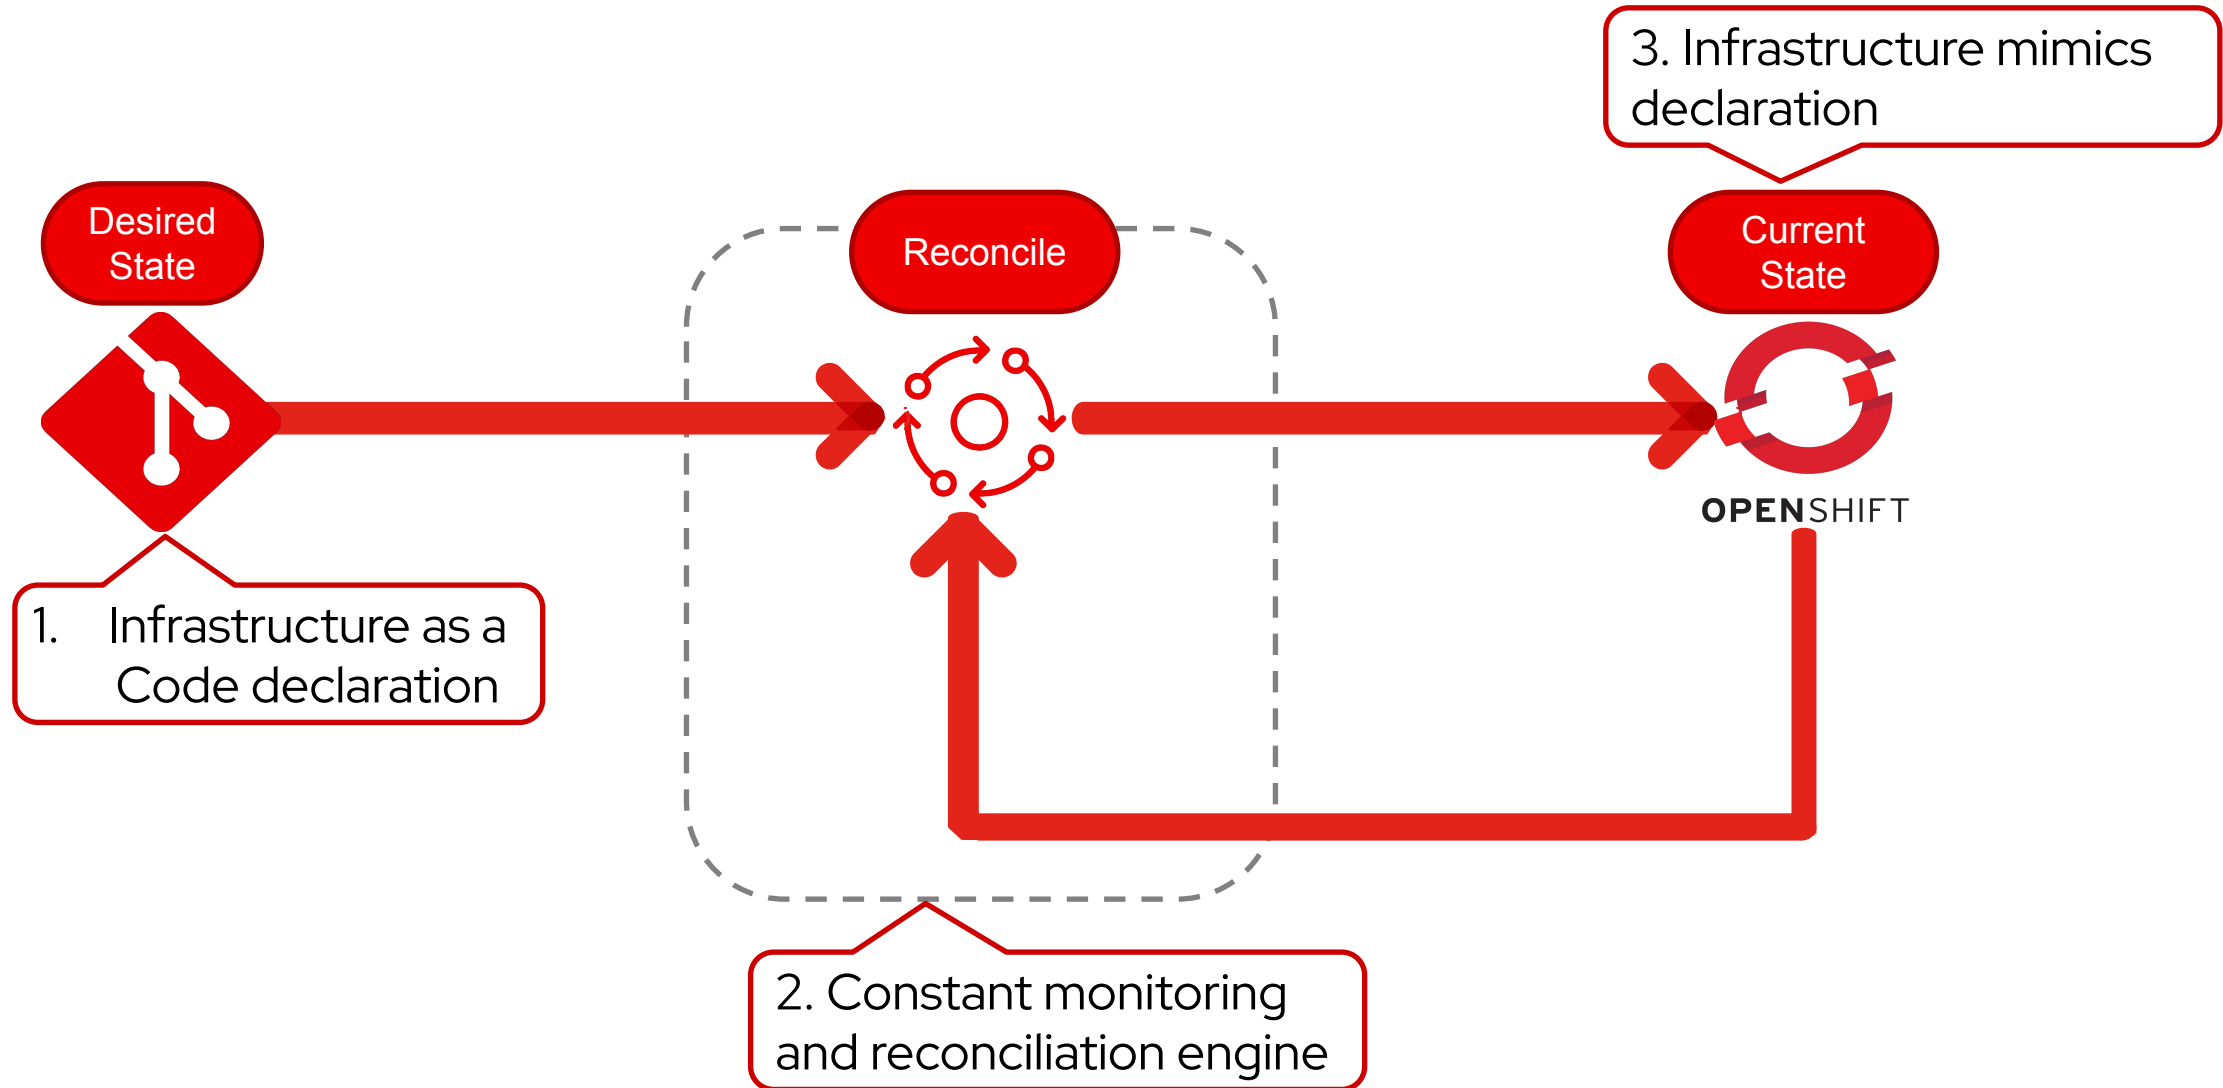 3. Infrastructure mimics
declaration
Desired
State
Reconcile
Current
State
OPENSHIFT
1. Infrastructure as a
Code declaration
2. Constant monitoring
and reconciliation engine